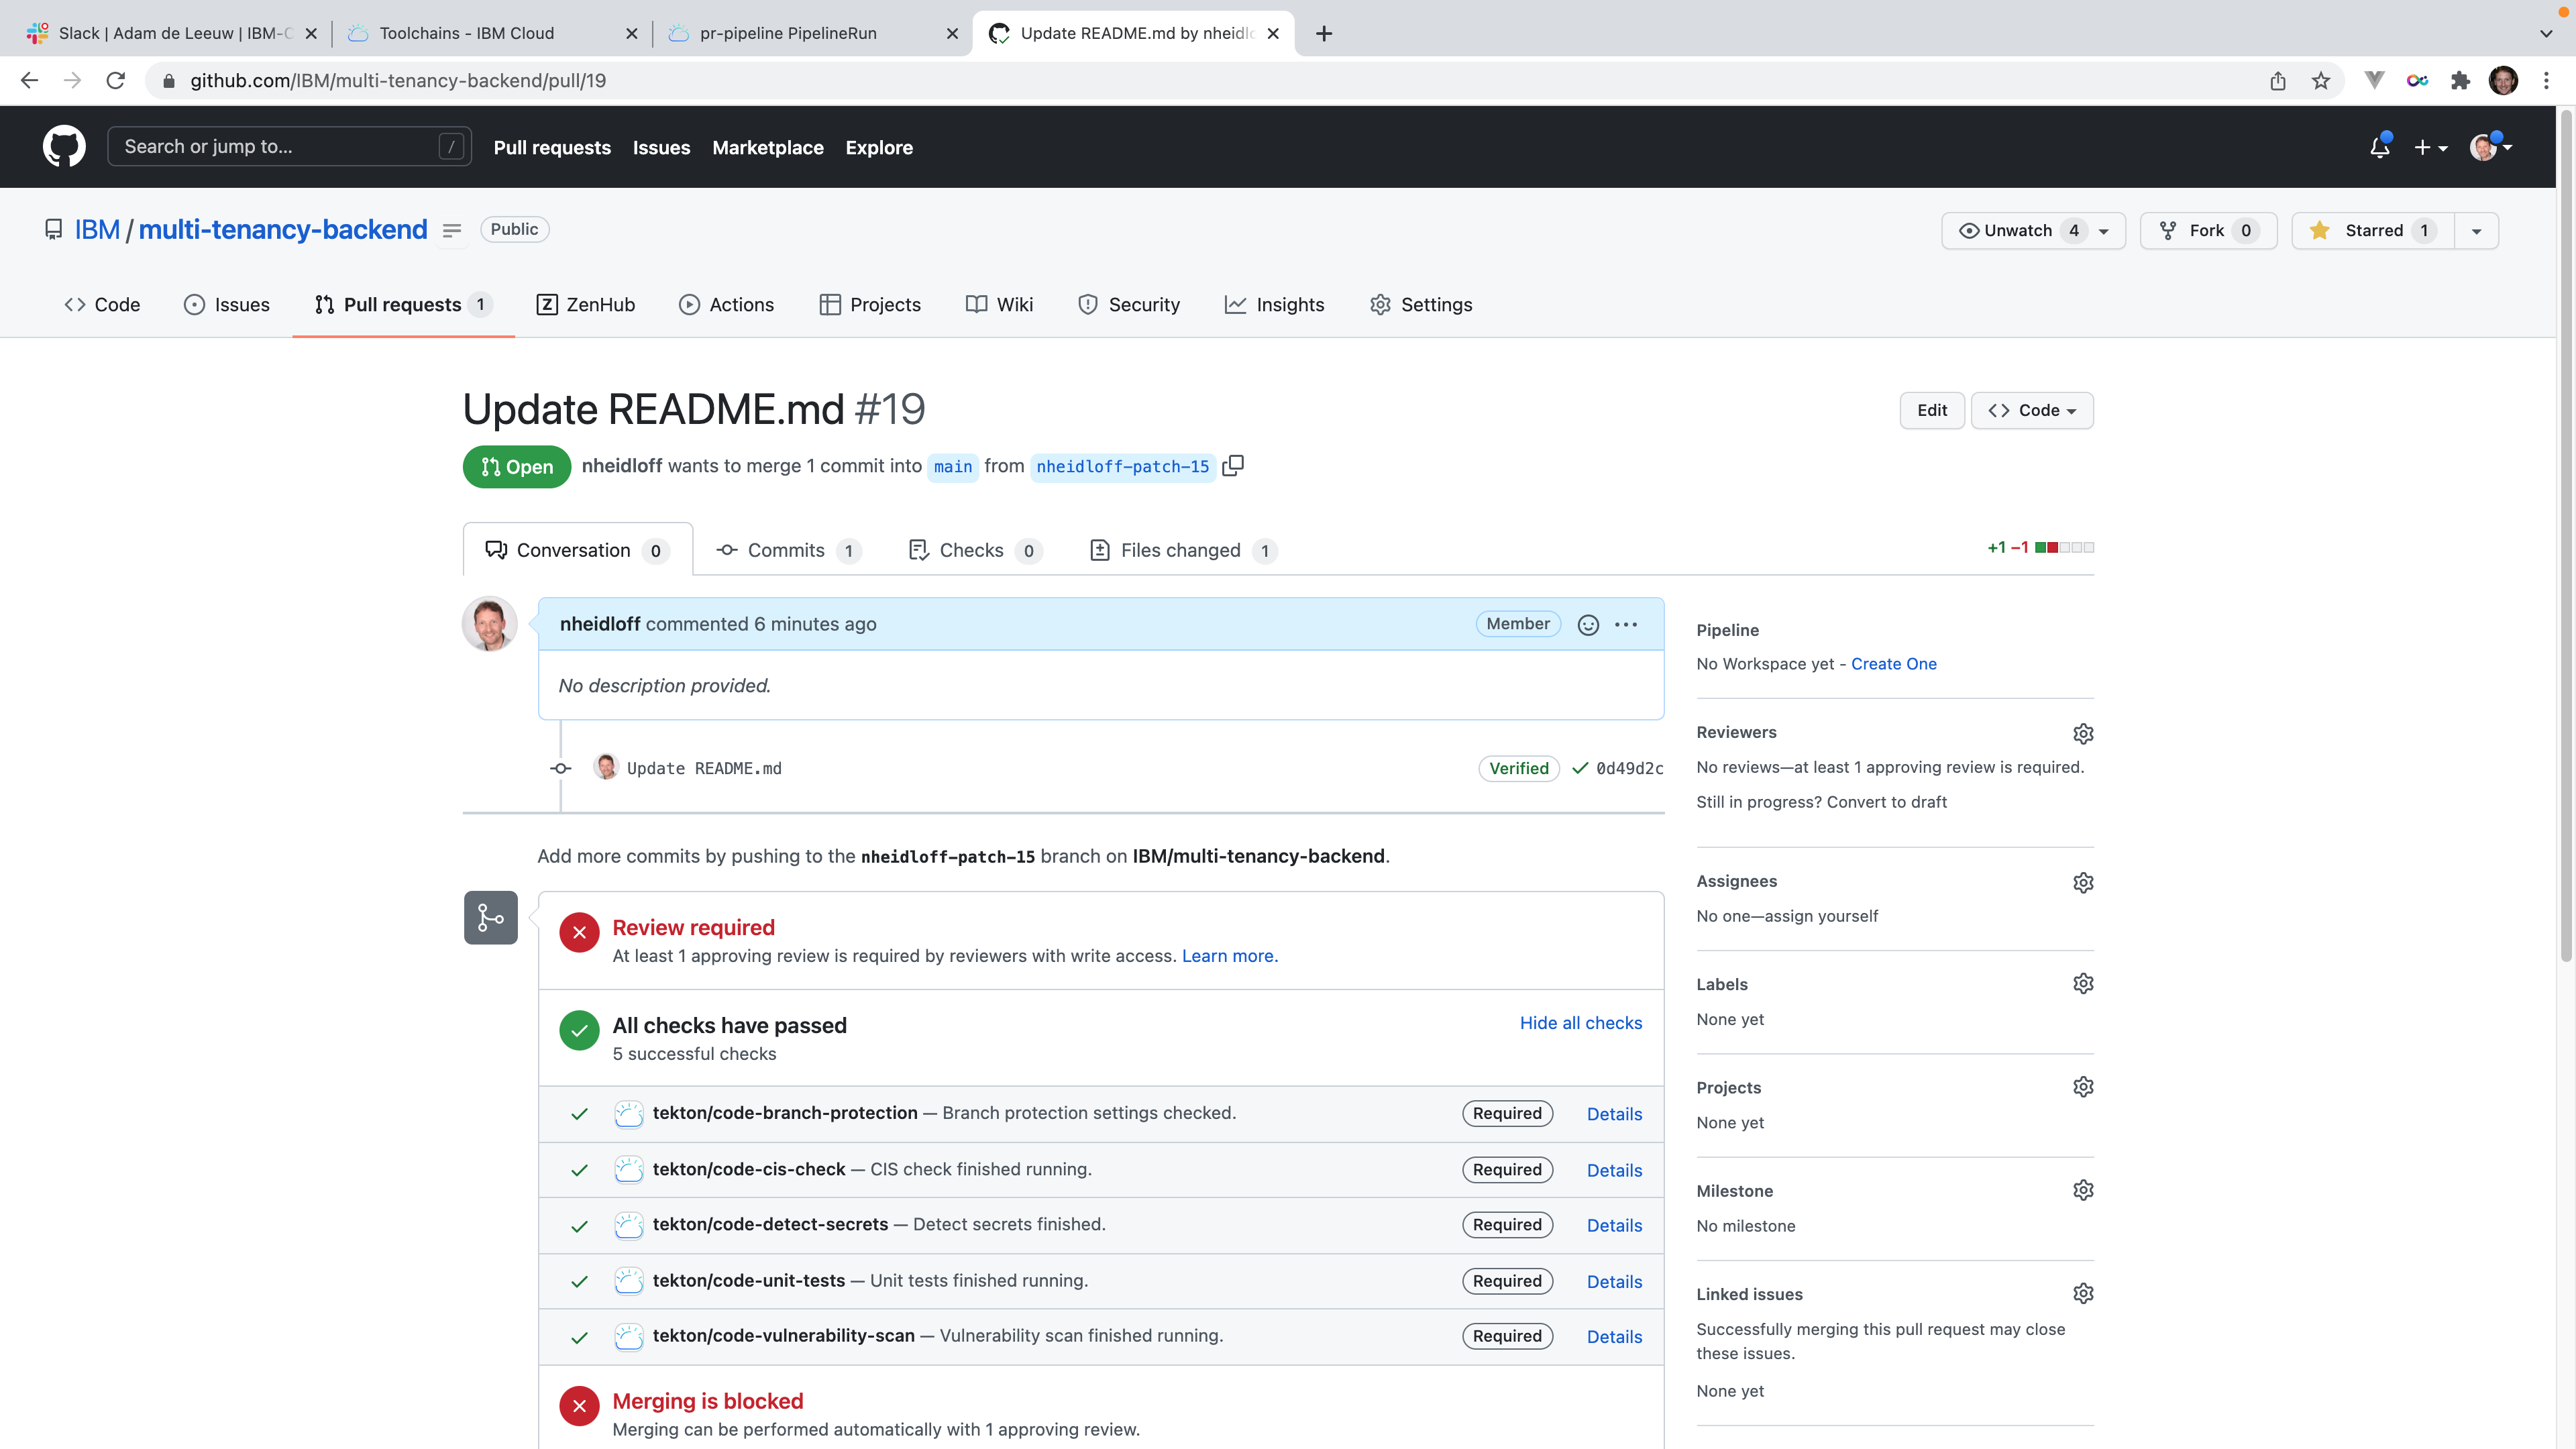 Slack | Adam de Leeuw | IBM-C
Toolchains - IBM Cloud
pr-pipeline PipelineRun
Update README.md by nheidlo
github.com/IBM/multi-tenancy-backend/pull/19
Search or jump to... /
Pull requests Issues Marketplace Explore
IBM / multi-tenancy-backend Public
Unwatch 4 Fork 0 Starred 1
Code Issues Pull requests 1 Z ZenHub Actions Projects Wiki Security Insights Settings
Update README.md #19
Edit Code
Open nheidloff wants to merge 1 commit into main from nheidloff-patch-15
Conversation 0 Commits 1 Checks 0 Files changed 1
+1 −1
nheidloff commented 6 minutes ago Member
No description provided.
Update README.md Verified 0d49d2c
Add more commits by pushing to the nheidloff-patch-15 branch on IBM/multi-tenancy-backend.
Review required
At least 1 approving review is required by reviewers with write access. Learn more.
All checks have passed
Hide all checks
5 successful checks
tekton/code-branch-protection — Branch protection settings checked. Required Details
tekton/code-cis-check — CIS check finished running. Required Details
tekton/code-detect-secrets — Detect secrets finished. Required Details
tekton/code-unit-tests — Unit tests finished running. Required Details
tekton/code-vulnerability-scan — Vulnerability scan finished running. Required Details
Merging is blocked
Merging can be performed automatically with 1 approving review.
Pipeline
No Workspace yet - Create One
Reviewers
No reviews—at least 1 approving review is required.
Still in progress? Convert to draft
Assignees
No one—assign yourself
Labels
None yet
Projects
None yet
Milestone
No milestone
Linked issues
Successfully merging this pull request may close
these issues.
None yet